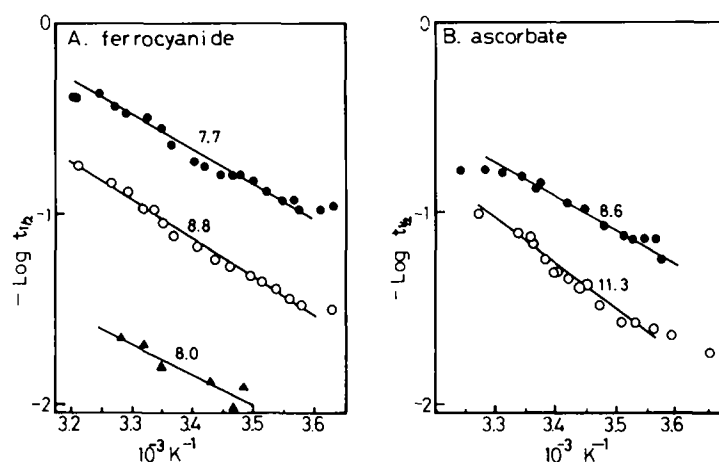 A. ferrocyanide
-0
-1
-2
- Log t1/2
7.7
8.8
8.0
3.2 3.3 3.4 3.5 3.6
10⁻³ K⁻¹
B. ascorbate
-0
-1
-2
- Log t½
8.6
11.3
3.3 3.4 3.5 3.6
10⁻³ K⁻¹